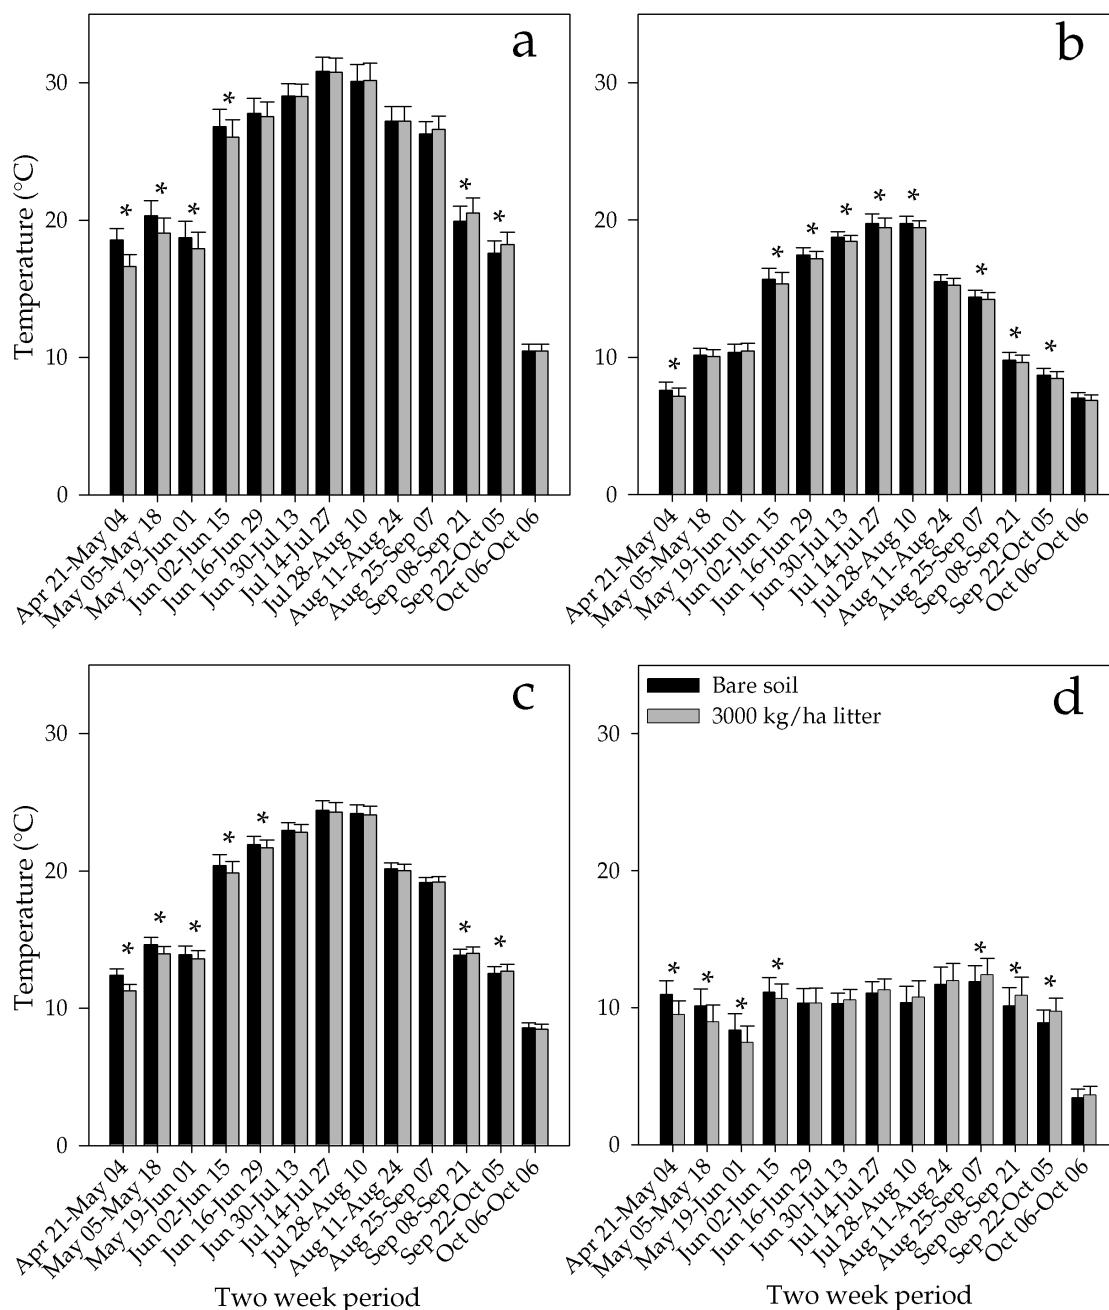 a
b
Temperature (°C)
30
20
10
0
* * * * * *
30
20
10
0
* * * * * * * * *
Apr 21-May 04
May 05-May 18
May 19-Jun 01
Jun 02-Jun 15
Jun 16-Jun 29
Jun 30-Jul 13
Jul 14-Jul 27
Jul 28-Aug 10
Aug 11-Aug 24
Aug 25-Sep 07
Sep 08-Sep 21
Sep 22-Oct 05
Oct 06-Oct 06
Apr 21-May 04
May 05-May 18
May 19-Jun 01
Jun 02-Jun 15
Jun 16-Jun 29
Jun 30-Jul 13
Jul 14-Jul 27
Jul 28-Aug 10
Aug 11-Aug 24
Aug 25-Sep 07
Sep 08-Sep 21
Sep 22-Oct 05
Oct 06-Oct 06
c
d
Bare soil
3000 kg/ha litter
Temperature (°C)
30
20
10
0
* * * * * * *
30
20
10
0
* * * * * * *
Apr 21-May 04
May 05-May 18
May 19-Jun 01
Jun 02-Jun 15
Jun 16-Jun 29
Jun 30-Jul 13
Jul 14-Jul 27
Jul 28-Aug 10
Aug 11-Aug 24
Aug 25-Sep 07
Sep 08-Sep 21
Sep 22-Oct 05
Oct 06-Oct 06
Apr 21-May 04
May 05-May 18
May 19-Jun 01
Jun 02-Jun 15
Jun 16-Jun 29
Jun 30-Jul 13
Jul 14-Jul 27
Jul 28-Aug 10
Aug 11-Aug 24
Aug 25-Sep 07
Sep 08-Sep 21
Sep 22-Oct 05
Oct 06-Oct 06
Two week period
Two week period